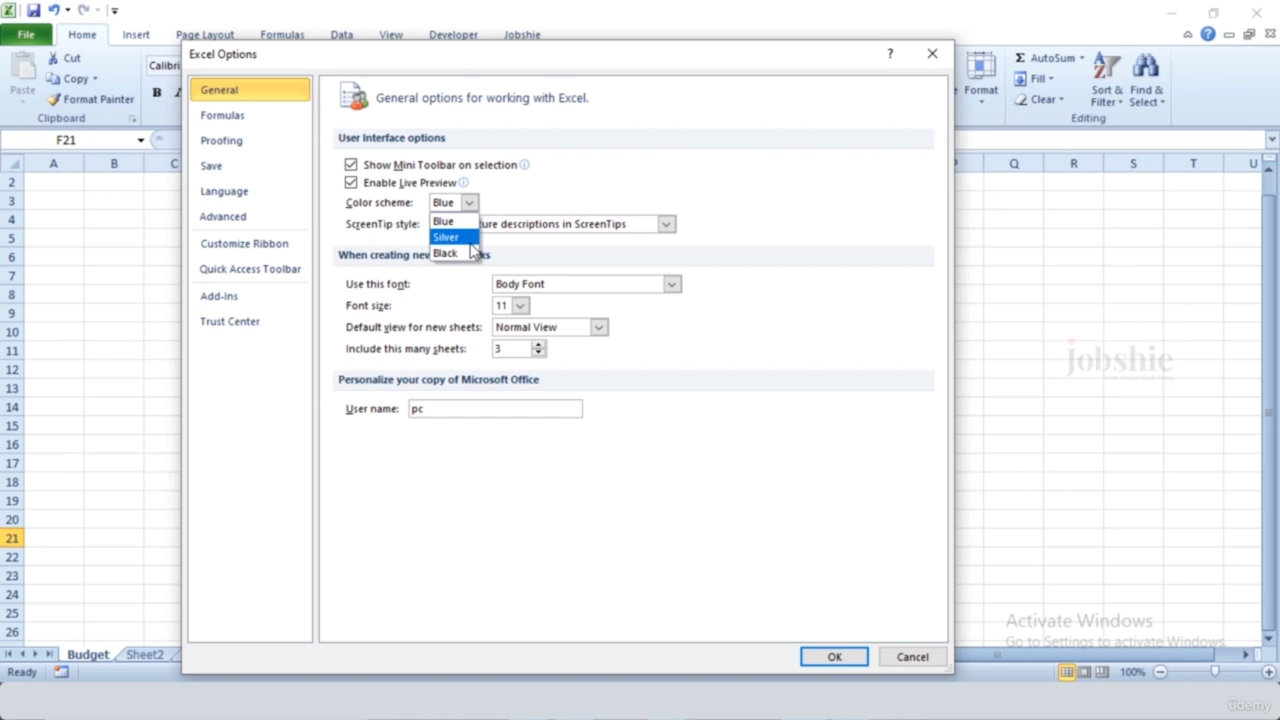 File Home Insert Page Layout Formulas Data View Developer Jobshie
Excel Options
Paste
Cut
Copy
Format Painter
Clipboard
Calibri
B I
Format
Σ AutoSum
Fill
Clear
Sort & Filter
Find & Select
Editing
F21
A B C Q R S T U
2
3
4
5
6
7
8
9
10
11
12
13
14
15
16
17
18
19
20
21
22
23
24
25
26
General
Formulas
Proofing
Save
Language
Advanced
Customize Ribbon
Quick Access Toolbar
Add-Ins
Trust Center
General options for working with Excel.
User Interface options
Show Mini Toolbar on selection
Enable Live Preview
Color scheme: Blue
Blue
Silver
Black
ScreenTip style: descriptions in ScreenTips
When creating new
Use this font: Body Font
Font size: 11
Default view for new sheets: Normal View
Include this many sheets: 3
Personalize your copy of Microsoft Office
User name: pc
OK Cancel
jobshie
Activate Windows
Go to Settings to activate Windows.
Budget Sheet2
Ready
100%
ûdemy